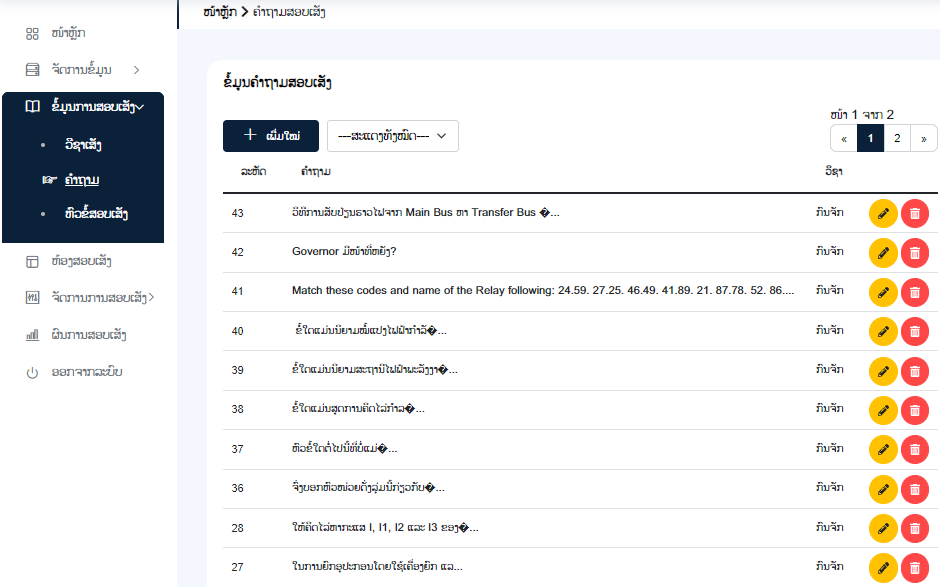 ໜ້າຫຼັກ
ຈັດການຂໍ້ມູນ
ຂໍ້ມູນການສອບເສັງ
ວິຊາເສັງ
ຄຳຖາມ
ຫົວຂໍ້ສອບເສັງ
ຫ້ອງສອບເສັງ
ຈັດການການສອບເສັງ
ຜົນການສອບເສັງ
ອອກຈາກລະບົບ
ໜ້າຫຼັກ > ຄຳຖາມສອບເສັງ
ຂໍ້ມູນຄຳຖາມສອບເສັງ
ໜ້າ 1 ຈາກ 2
+ ເພີ່ມໃໝ່ ---ສະແດງທັງໝົດ--- « 1 2 »
ລະຫັດ ຄຳຖາມ ວິຊາ
43 ວິທີການສັບປ່ຽນຣາວໄຟຈາກ Main Bus ຫາ Transfer Bus �... ກົນຈັກ
42 Governor ມີໜ້າທີ່ຫຍັງ? ກົນຈັກ
41 Match these codes and name of the Relay following: 24.59. 27.25. 46.49. 41.89. 21. 87.78. 52. 86.... ກົນຈັກ
40 ຂໍ້ໃດແມ່ນນິຍາມໝໍ້ແປງໄຟຟ້າກຳລັ�... ກົນຈັກ
39 ຂໍ້ໃດແມ່ນນິຍາມສະຖານີໄຟຟ້າພະລັງງາ�... ກົນຈັກ
38 ຂໍ້ໃດແມ່ນສູດການຄິດໄລ່ກຳລ�... ກົນຈັກ
37 ຫົວຂໍ້ໃດຕໍ່ໄປນີ້ທີ່ບໍ່ແມ່�... ກົນຈັກ
36 ຈົ່ງບອກຫົວໜ່ວຍດັ່ງລຸ່ມນີ້ກ່ຽວກັບ�... ກົນຈັກ
28 ໃຫ້ຄິດໄລ່ຫາກະແສ I, I1, I2 ແລະ I3 ຂອງ�... ກົນຈັກ
27 ໃນການຍົກອຸປະກອນໂດຍໃຊ້ເຄື່ອງຍົກ ແລ... ກົນຈັກ